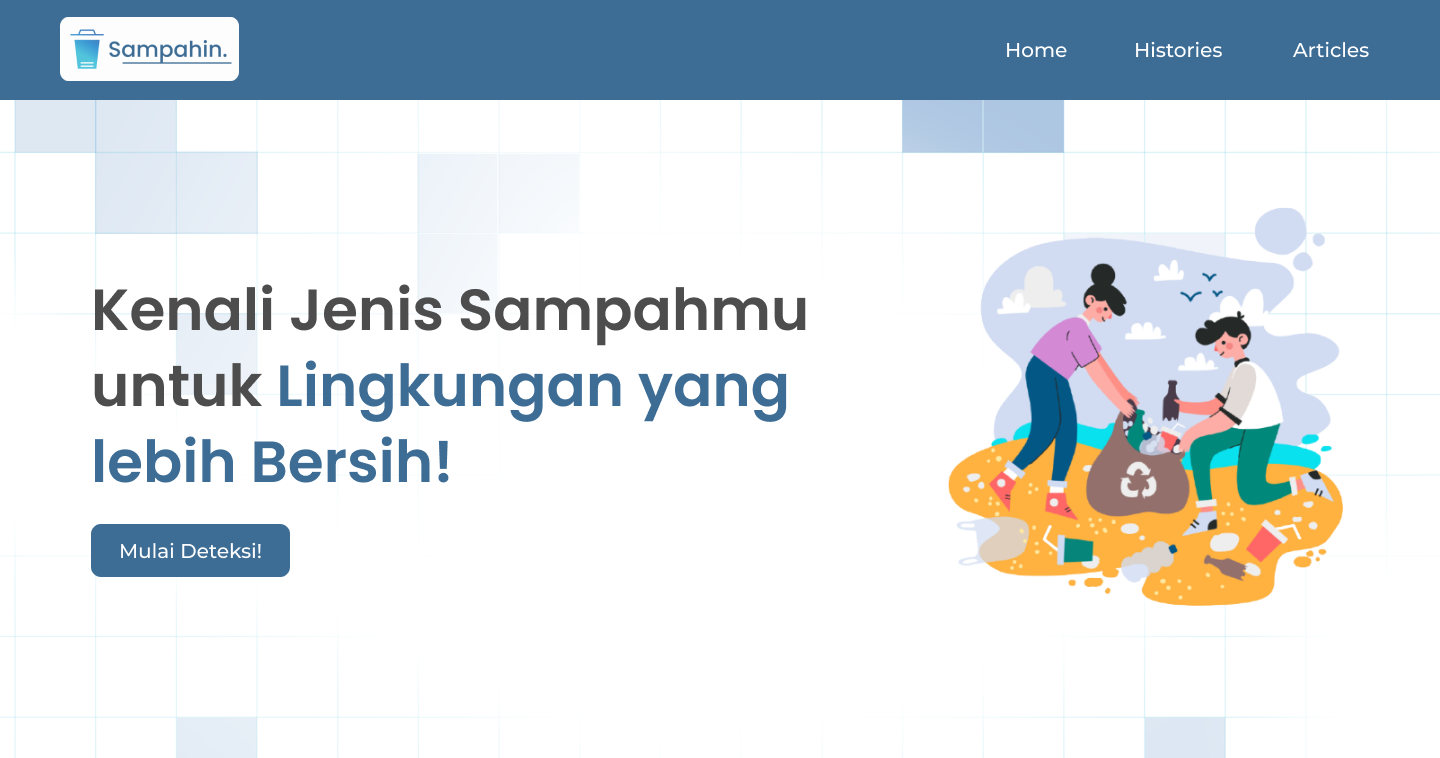 Sampahin.
Home Histories Articles
Kenali Jenis Sampahmu
untuk Lingkungan yang
lebih Bersih!
Mulai Deteksi!